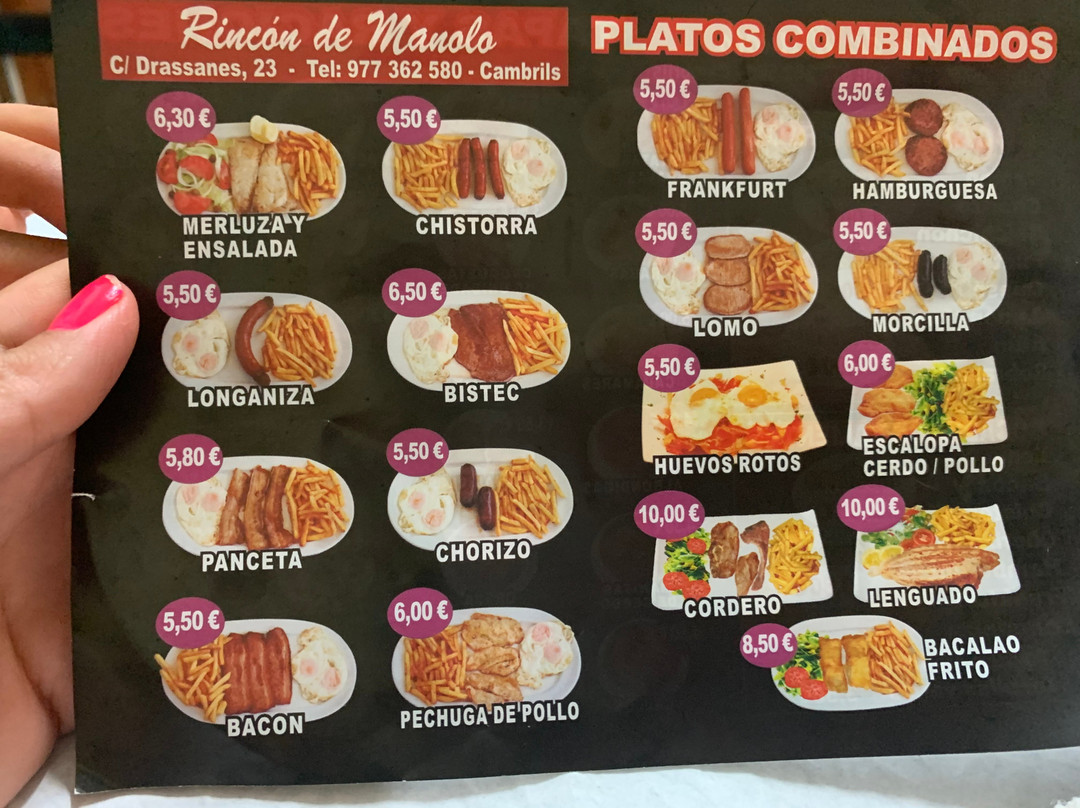 Rincón de Manolo
C/ Drassanes, 23 - Tel: 977 362 580 - Cambrils
PLATOS COMBINADOS
6,30 €
MERLUZA Y
ENSALADA
5,50 €
CHISTORRA
5,50 €
LONGANIZA
6,50 €
BISTEC
5,80 €
PANCETA
5,50 €
CHORIZO
5,50 €
BACON
6,00 €
PECHUGA DE POLLO
5,50 €
FRANKFURT
5,50 €
HAMBURGUESA
5,50 €
LOMO
5,50 €
MORCILLA
5,50 €
HUEVOS ROTOS
6,00 €
ESCALOPA
CERDO / POLLO
10,00 €
CORDERO
10,00 €
LENGUADO
8,50 €
BACALAO
FRITO